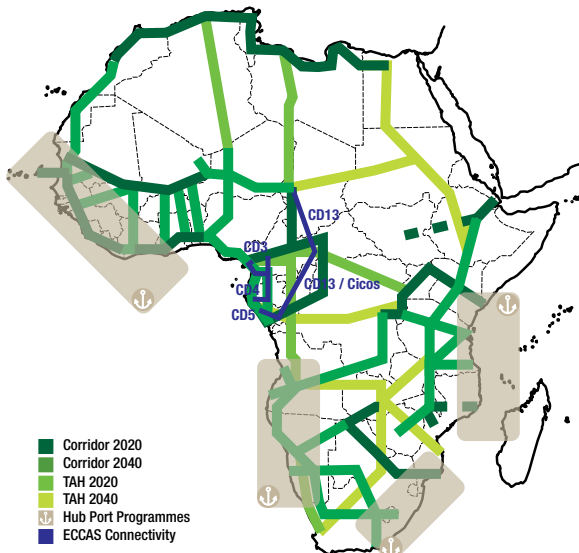 CD13
CD3
CD13 / Cicos
CD4
CD5
Corridor 2020
Corridor 2040
TAH 2020
TAH 2040
Hub Port Programmes
ECCAS Connectivity